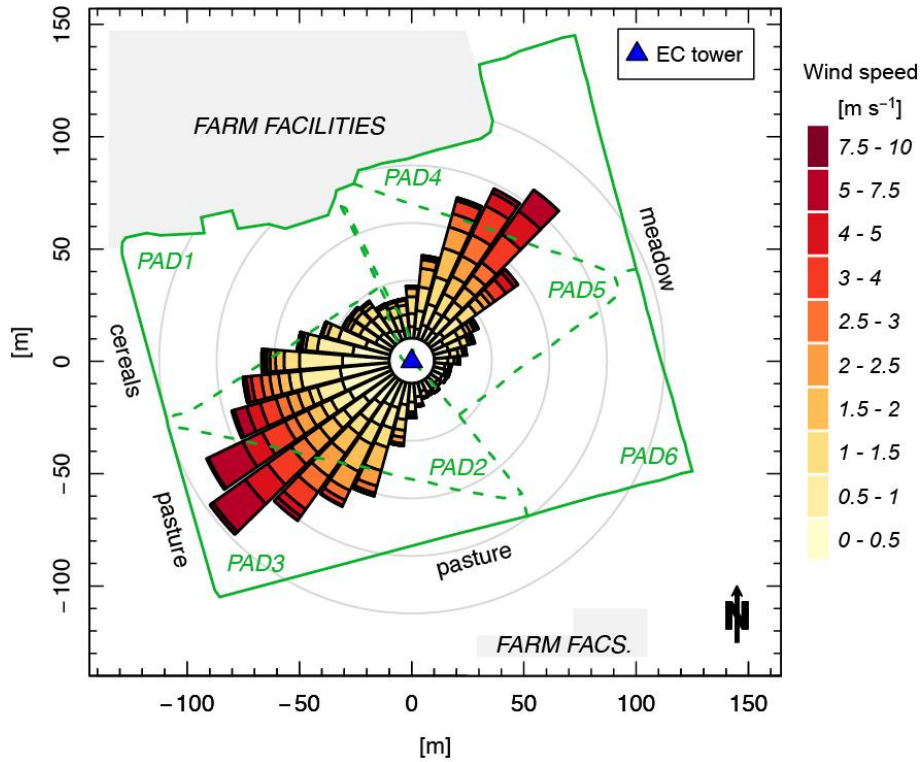 EC tower
FARM FACILITIES
PAD4
PAD1
PAD5
meadow
cereals
PAD2
PAD6
pasture
PAD3
pasture
FARM FACS.
N
150
100
50
0
−50
−100
[m]
−100 −50 0 50 100 150
[m]
Wind speed
[m s⁻¹]
7.5 - 10
5 - 7.5
4 - 5
3 - 4
2.5 - 3
2 - 2.5
1.5 - 2
1 - 1.5
0.5 - 1
0 - 0.5